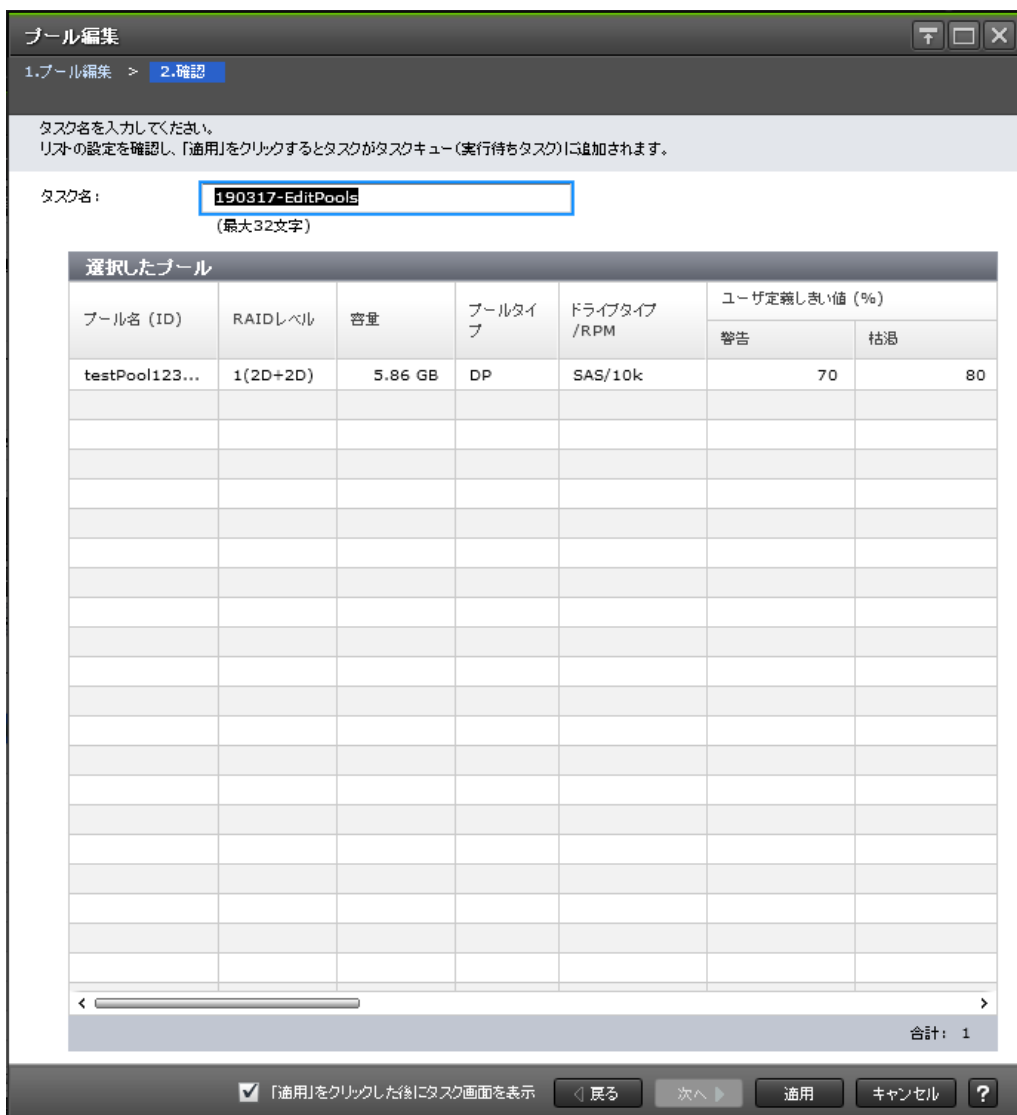 プール編集
1.プール編集 > 2.確認
タスク名を入力してください。
リストの設定を確認し、「適用」をクリックするとタスクがタスクキュー(実行待ちタスク)に追加されます。
タスク名: 190317-EditPools
(最大32文字)
選択したプール
プール名 (ID) RAIDレベル 容量 プールタイプ ドライブタイプ/RPM ユーザ定義しきい値 (%)
警告 枯渇
testPool123... 1(2D+2D) 5.86 GB DP SAS/10k 70 80
合計: 1
「適用」をクリックした後にタスク画面を表示 戻る 次へ 適用 キャンセル ?